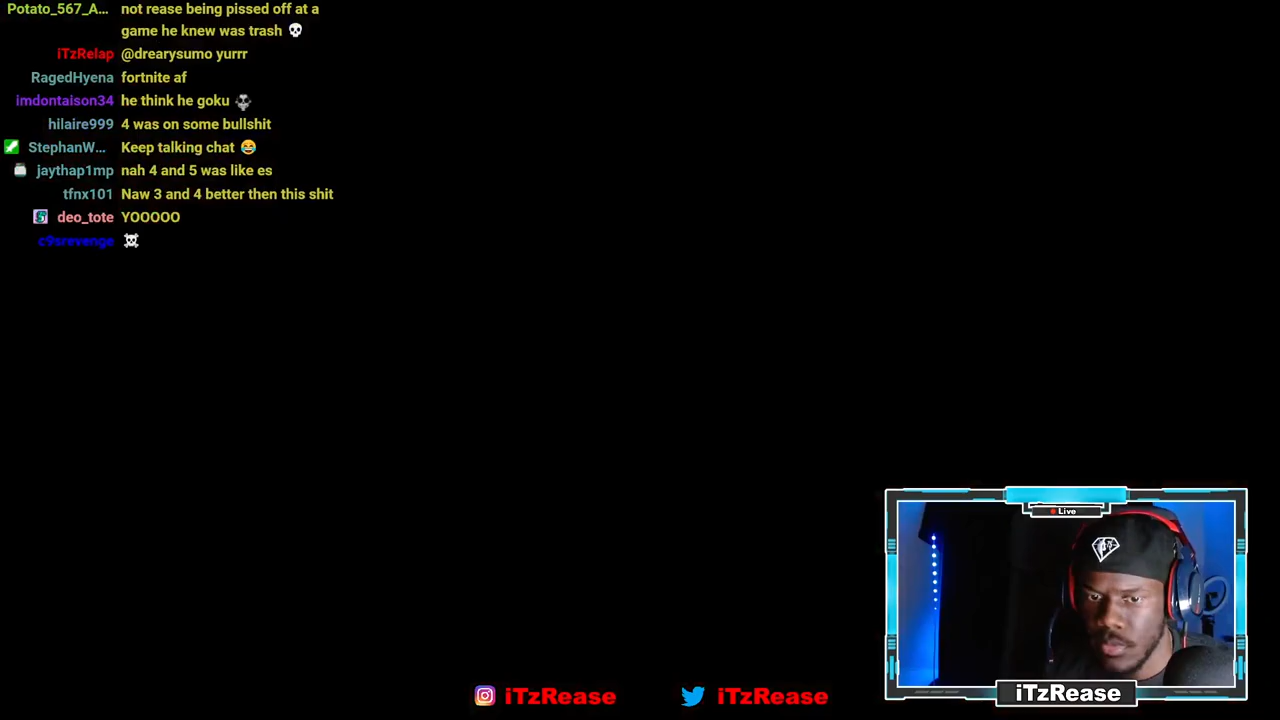 Potato_567_A... not rease being pissed off at a
game he knew was trash 💀
iTzRelap @drearysumo yurrr
RagedHyena fortnite af
imdontaison34 he think he goku
hilaire999 4 was on some bullshit
StephanW... Keep talking chat 😂
jaythap1mp nah 4 and 5 was like es
tfnx101 Naw 3 and 4 better then this shit
deo_tote YOOOOO
c9srevenge ☠️
Live
iTzRease
iTzRease iTzRease